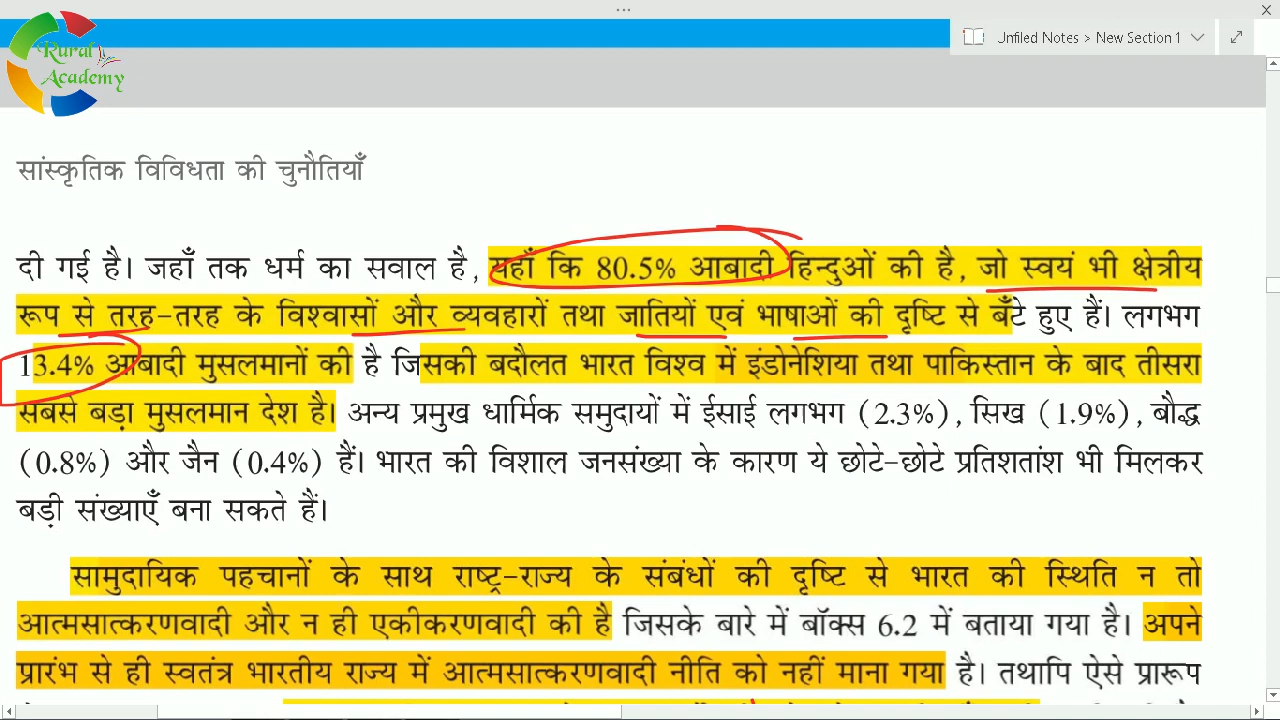 Rural
Academy
Unfiled Notes > New Section 1
सांस्कृतिक विविधता की चुनौतियाँ
दी गई है। जहाँ तक धर्म का सवाल है, यहाँ कि 80.5% आबादी हिन्दुओं की है, जो स्वयं भी क्षेत्रीय
रूप से तरह-तरह के विश्वासों और व्यवहारों तथा जातियों एवं भाषाओं की दृष्टि से बँटे हुए हैं। लगभग
13.4% आबादी मुसलमानों की है जिसकी बदौलत भारत विश्व में इंडोनेशिया तथा पाकिस्तान के बाद तीसरा
सबसे बड़ा मुसलमान देश है। अन्य प्रमुख धार्मिक समुदायों में ईसाई लगभग (2.3%), सिख (1.9%), बौद्ध
(0.8%) और जैन (0.4%) हैं। भारत की विशाल जनसंख्या के कारण ये छोटे-छोटे प्रतिशतांश भी मिलकर
बड़ी संख्याएँ बना सकते हैं।
सामुदायिक पहचानों के साथ राष्ट्र-राज्य के संबंधों की दृष्टि से भारत की स्थिति न तो
आत्मसात्करणवादी और न ही एकीकरणवादी की है जिसके बारे में बॉक्स 6.2 में बताया गया है। अपने
प्रारंभ से ही स्वतंत्र भारतीय राज्य में आत्मसात्करणवादी नीति को नहीं माना गया है। तथापि ऐसे प्रारूप